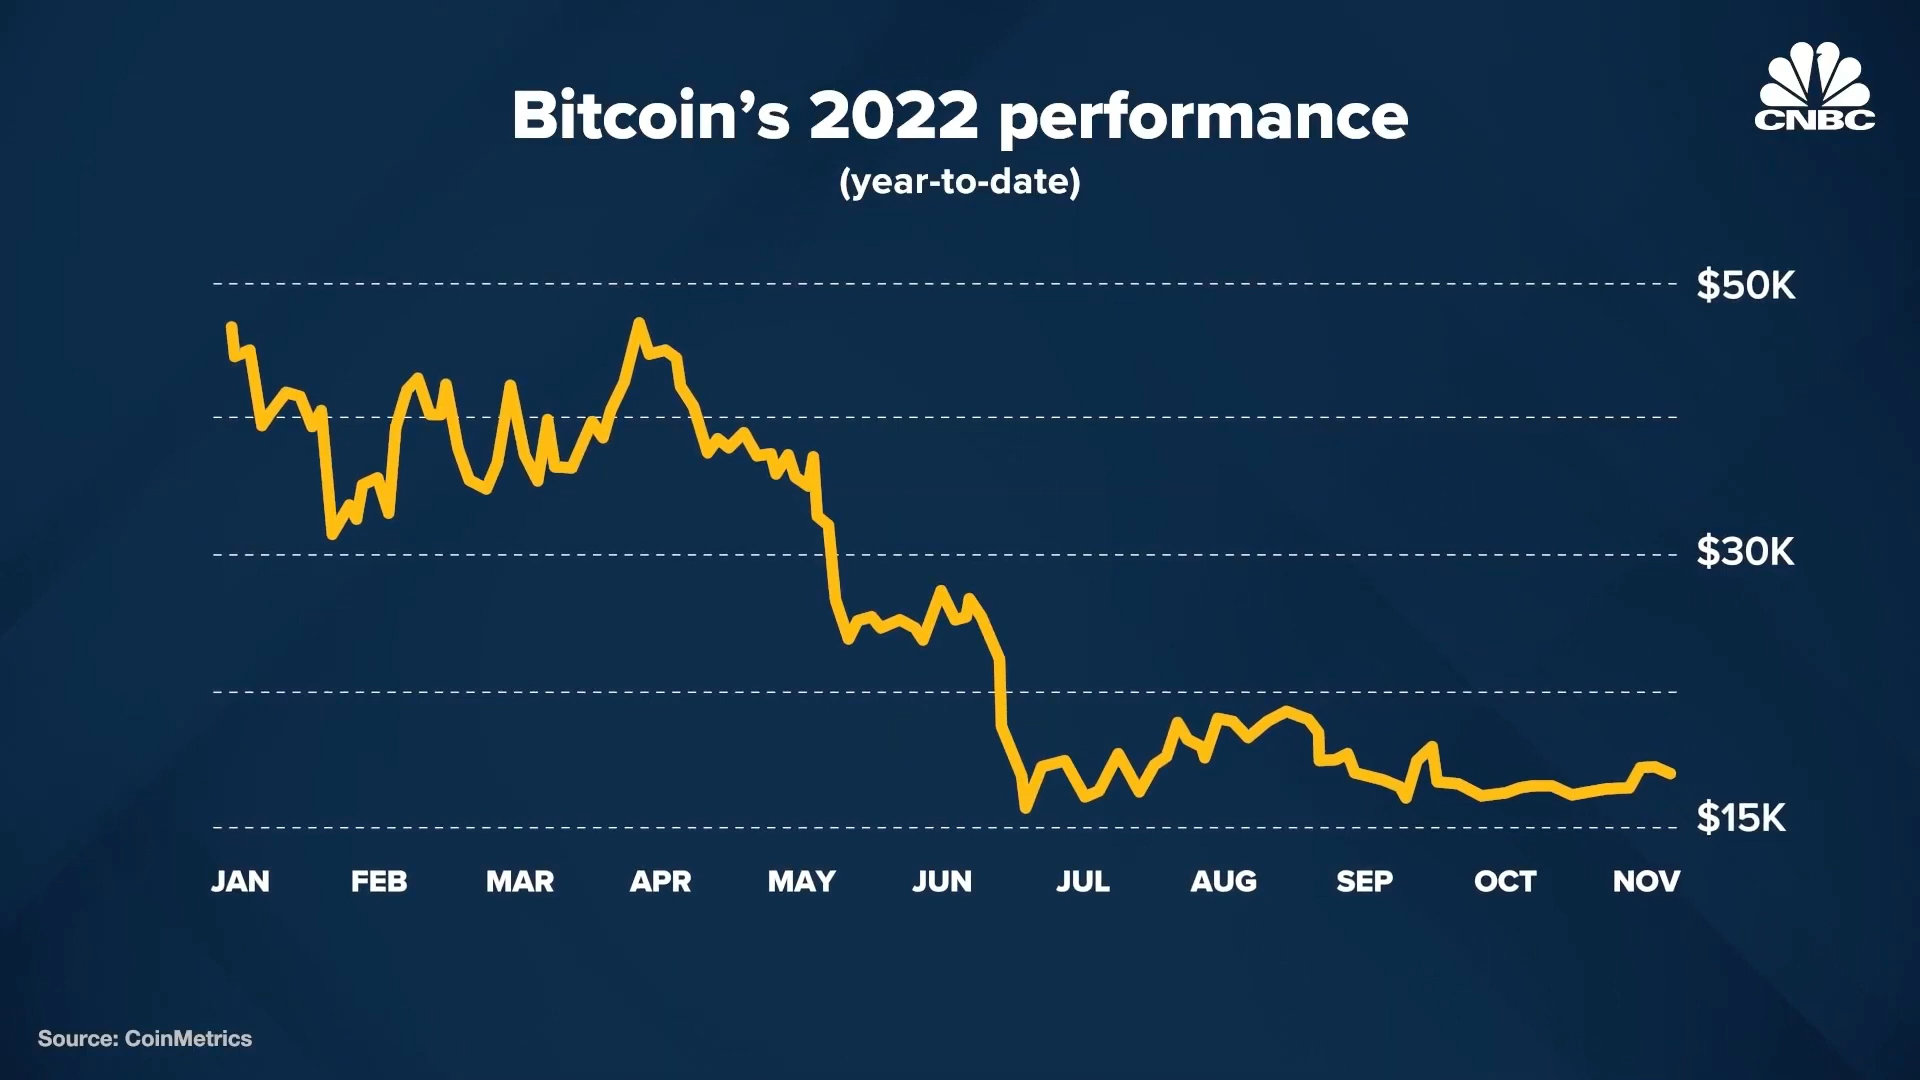 Bitcoin’s 2022 performance
(year-to-date)
CNBC
$50K
$30K
$15K
JAN FEB MAR APR MAY JUN JUL AUG SEP OCT NOV
Source: CoinMetrics